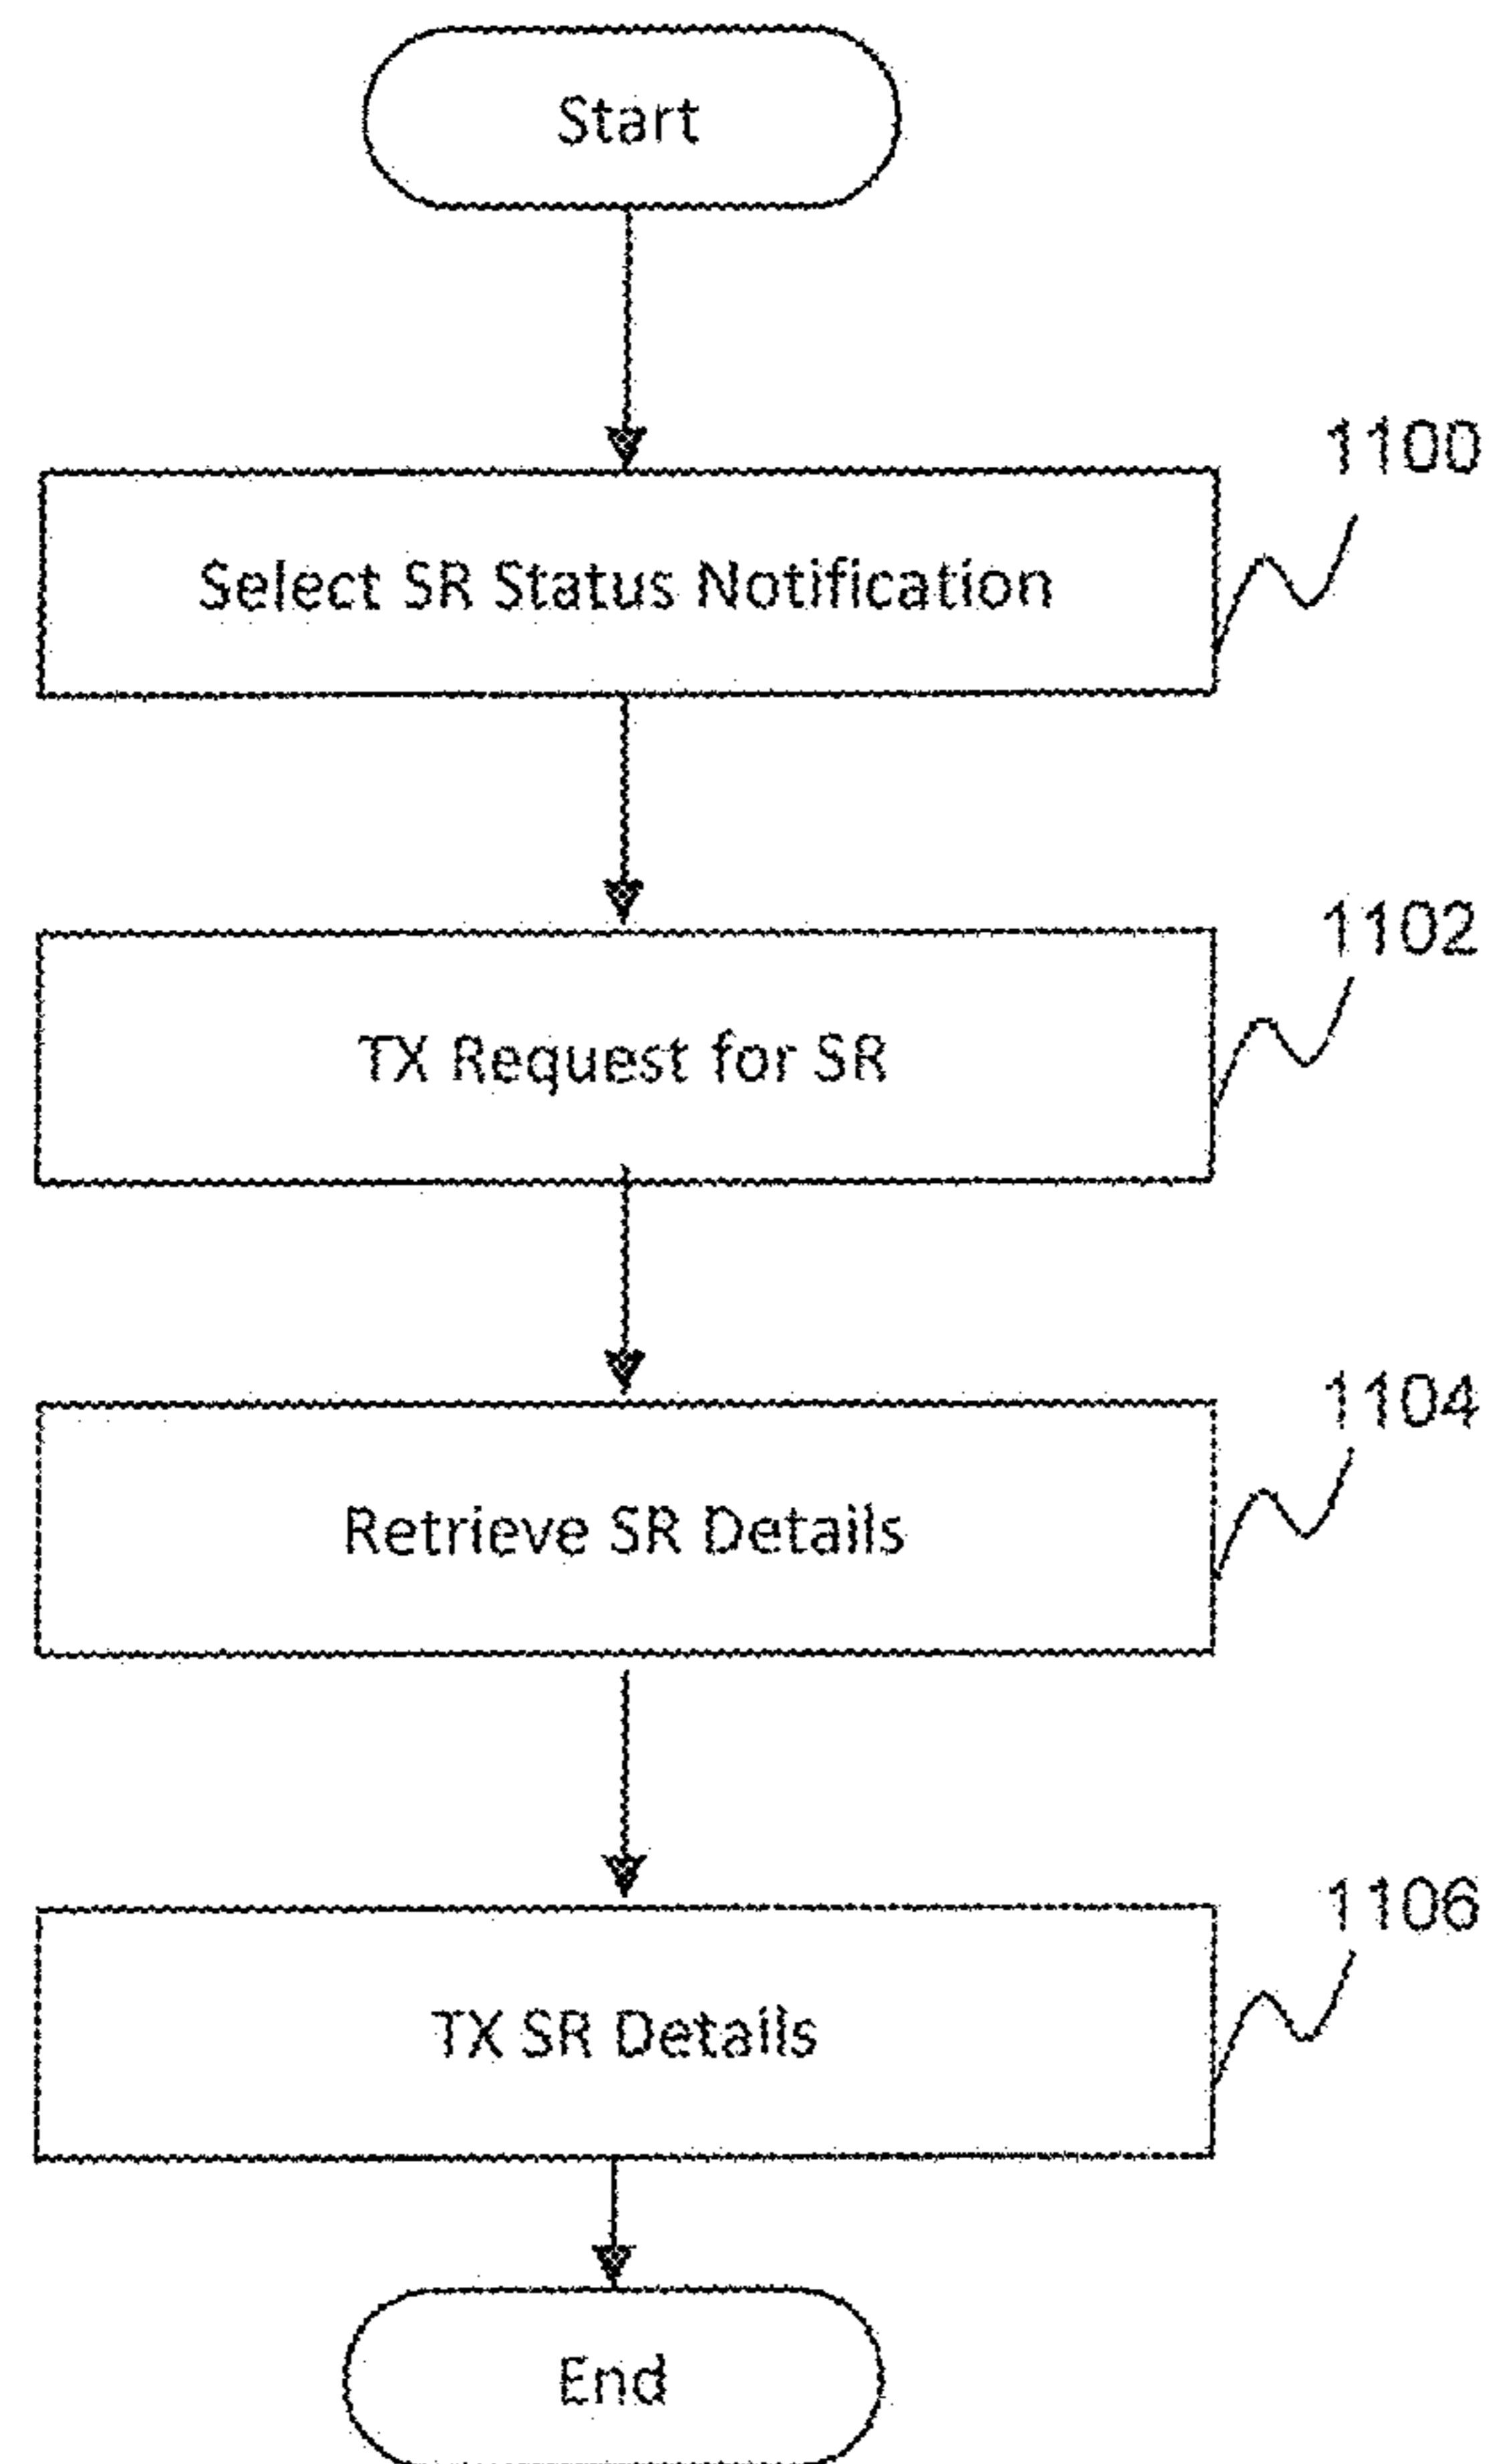 Start
1100
Select SR Status Notification
1102
TX Request for SR
1104
Retrieve SR Details
1106
TX SR Details
End